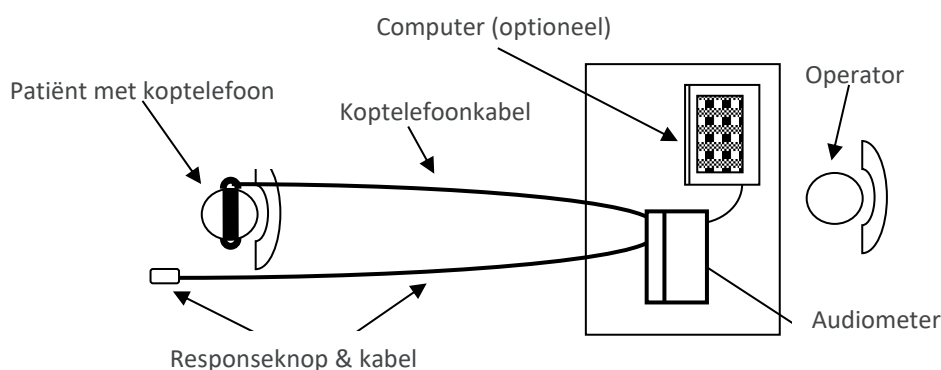 Computer (optioneel)
Operator
Patiënt met koptelefoon
Koptelefoonkabel
Audiometer
Responseknop & kabel